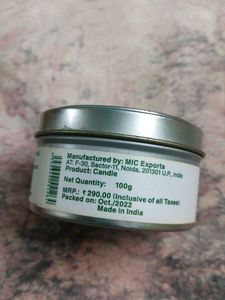 Manufactured by: MIC Exports
AT: F-30, Sector-11, Noida, 201301 U.P., India
Product: Candle
Net Quantity: 100g
MRP.: ₹ 290.00 (Inclusive of all Taxes)
Packed on: Oct./2022
Made in India